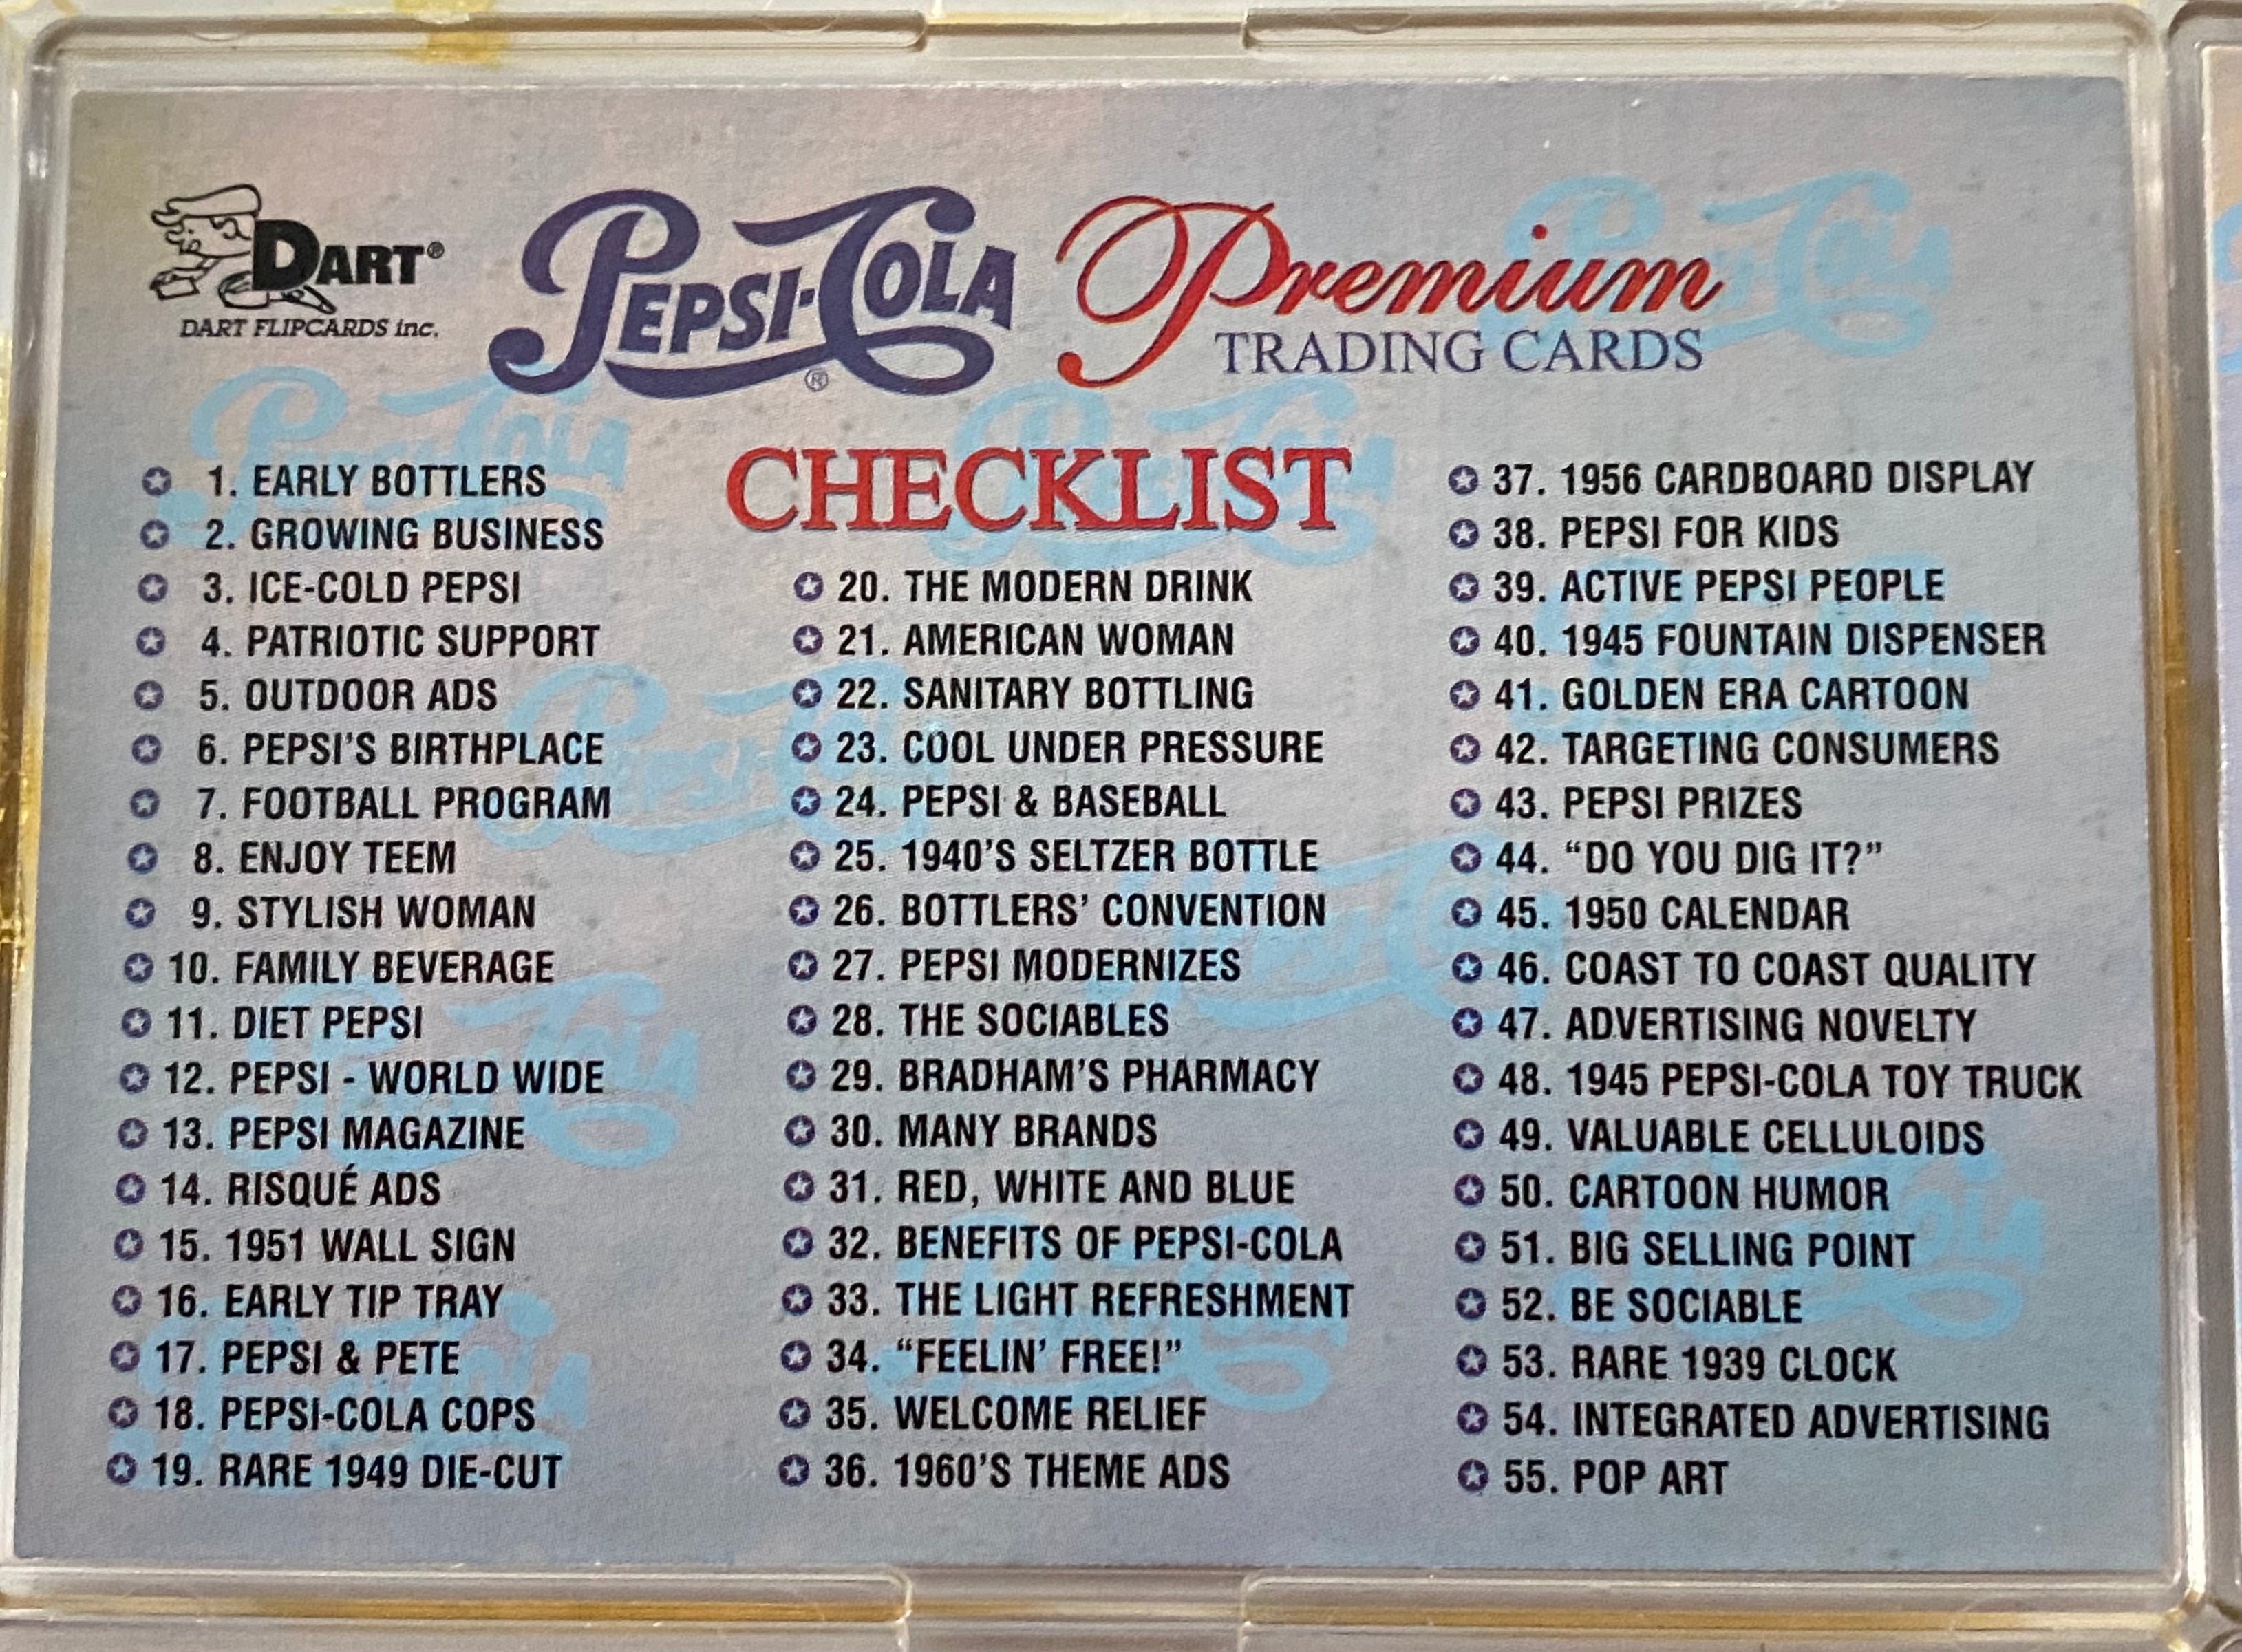 DART®
DART FLIPCARDS inc.
PEPSI-COLA®
Premium
TRADING CARDS
CHECKLIST
1. EARLY BOTTLERS
2. GROWING BUSINESS
3. ICE-COLD PEPSI
4. PATRIOTIC SUPPORT
5. OUTDOOR ADS
6. PEPSI'S BIRTHPLACE
7. FOOTBALL PROGRAM
8. ENJOY TEEM
9. STYLISH WOMAN
10. FAMILY BEVERAGE
11. DIET PEPSI
12. PEPSI - WORLD WIDE
13. PEPSI MAGAZINE
14. RISQUÉ ADS
15. 1951 WALL SIGN
16. EARLY TIP TRAY
17. PEPSI & PETE
18. PEPSI-COLA COPS
19. RARE 1949 DIE-CUT
20. THE MODERN DRINK
21. AMERICAN WOMAN
22. SANITARY BOTTLING
23. COOL UNDER PRESSURE
24. PEPSI & BASEBALL
25. 1940'S SELTZER BOTTLE
26. BOTTLERS' CONVENTION
27. PEPSI MODERNIZES
28. THE SOCIABLES
29. BRADHAM'S PHARMACY
30. MANY BRANDS
31. RED, WHITE AND BLUE
32. BENEFITS OF PEPSI-COLA
33. THE LIGHT REFRESHMENT
34. “FEELIN' FREE!”
35. WELCOME RELIEF
36. 1960'S THEME ADS
37. 1956 CARDBOARD DISPLAY
38. PEPSI FOR KIDS
39. ACTIVE PEPSI PEOPLE
40. 1945 FOUNTAIN DISPENSER
41. GOLDEN ERA CARTOON
42. TARGETING CONSUMERS
43. PEPSI PRIZES
44. “DO YOU DIG IT?”
45. 1950 CALENDAR
46. COAST TO COAST QUALITY
47. ADVERTISING NOVELTY
48. 1945 PEPSI-COLA TOY TRUCK
49. VALUABLE CELLULOIDS
50. CARTOON HUMOR
51. BIG SELLING POINT
52. BE SOCIABLE
53. RARE 1939 CLOCK
54. INTEGRATED ADVERTISING
55. POP ART